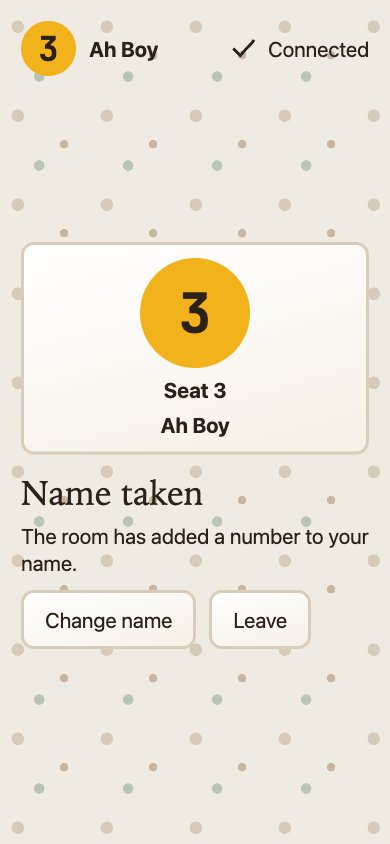 3 Ah Boy Connected
3
Seat 3
Ah Boy
Name taken
The room has added a number to your
name.
Change name Leave